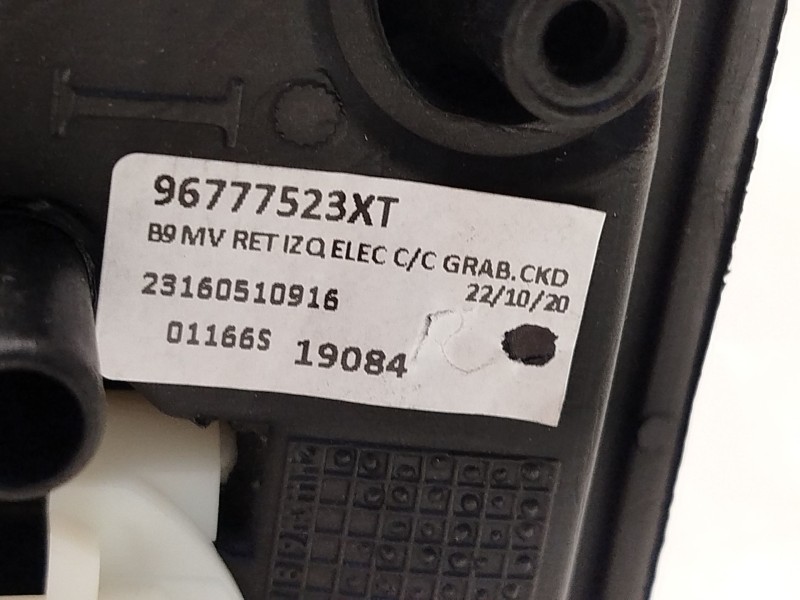 96777523XT
B9 MV RET IZQ ELEC C/C GRAB.CKD
23160510916 22/10/20
01166S 19084